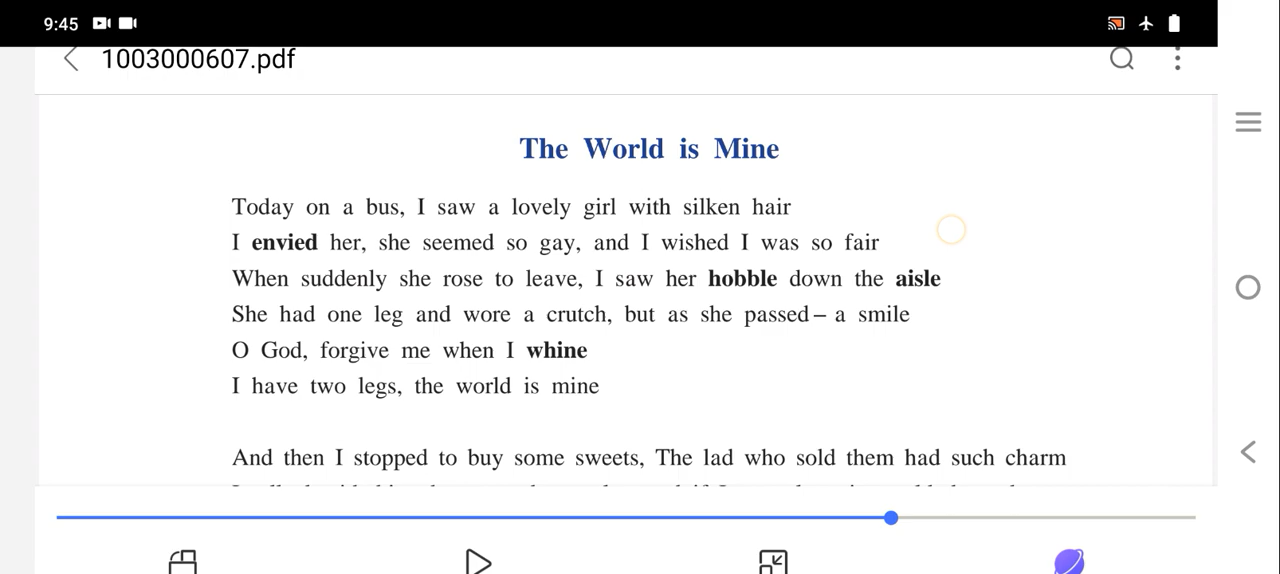 9:45
1003000607.pdf
The World is Mine
Today on a bus, I saw a lovely girl with silken hair
I envied her, she seemed so gay, and I wished I was so fair
When suddenly she rose to leave, I saw her hobble down the aisle
She had one leg and wore a crutch, but as she passed – a smile
O God, forgive me when I whine
I have two legs, the world is mine
And then I stopped to buy some sweets, The lad who sold them had such charm